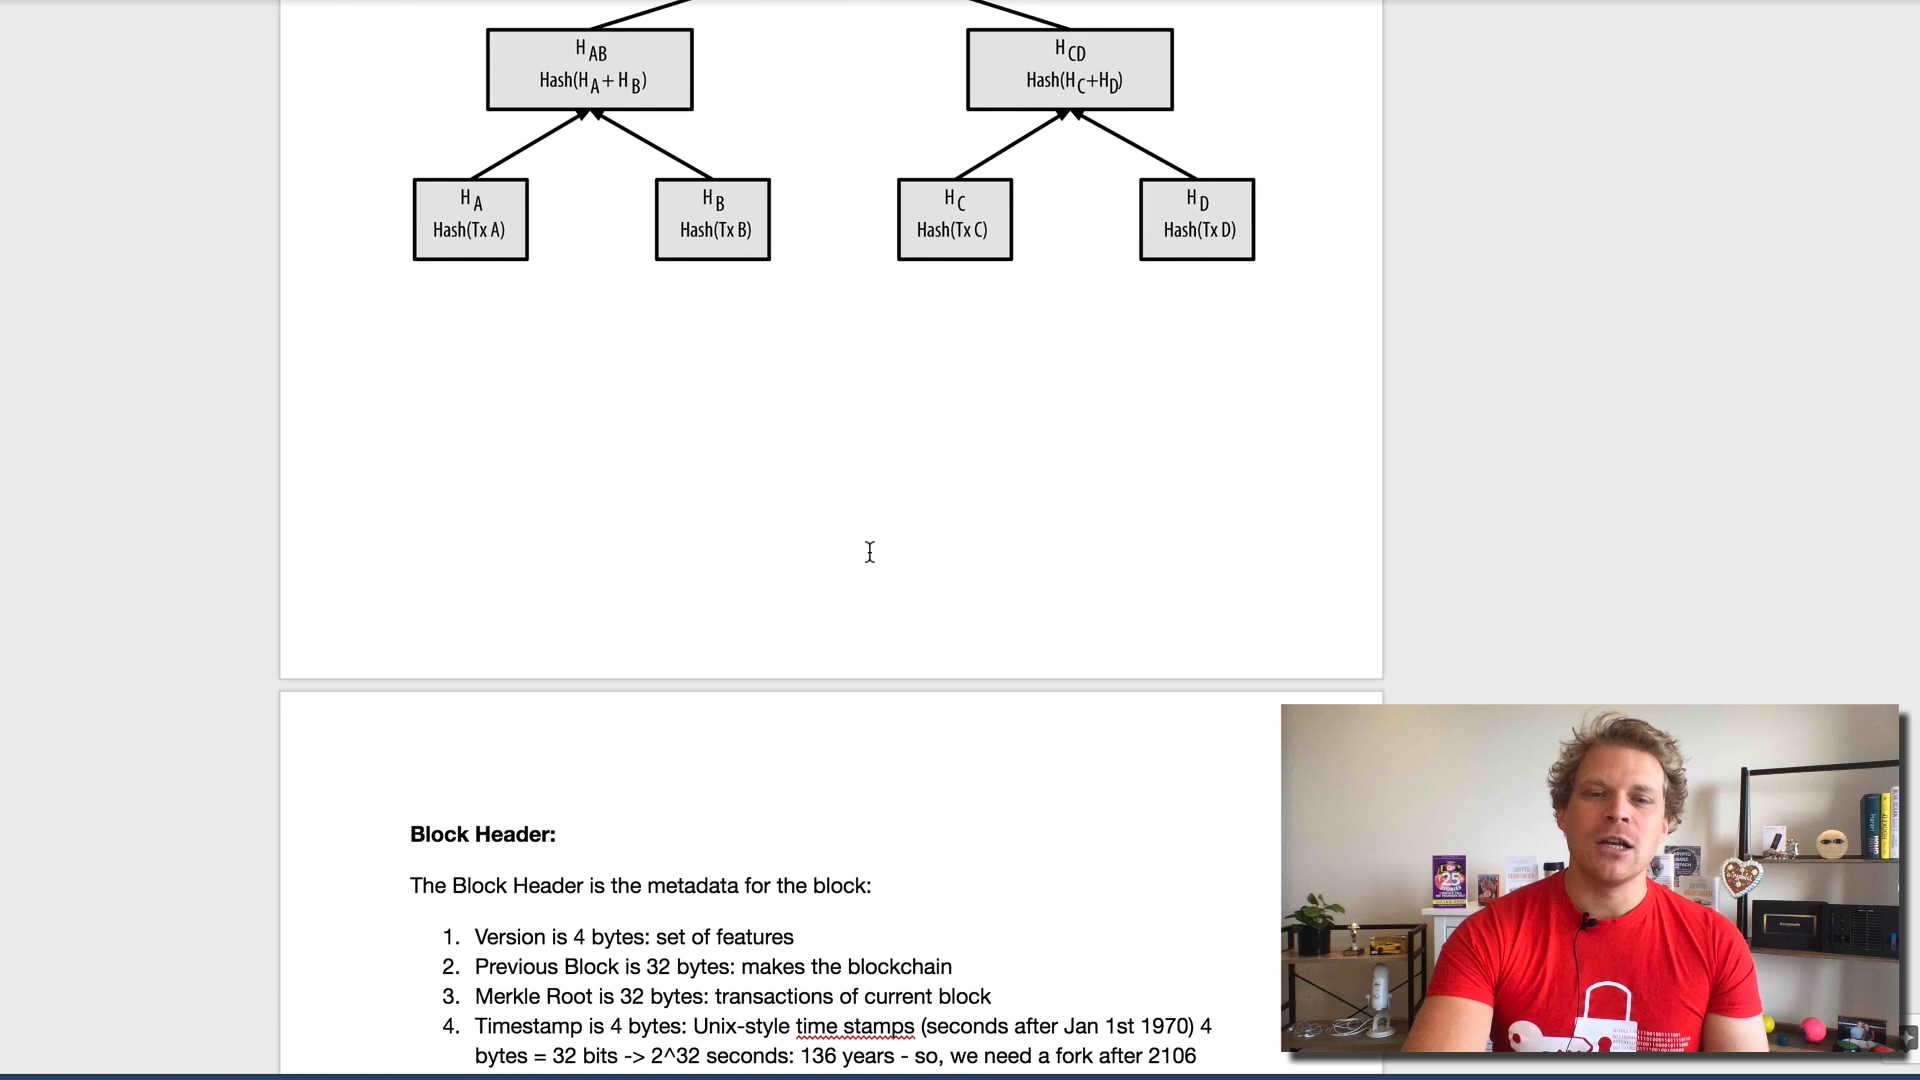 H AB
Hash(H A + H B)
H CD
Hash(H C+HD)
H A
Hash(Tx A)
H B
Hash(Tx B)
H C
Hash(Tx C)
H D
Hash(Tx D)
Block Header:
The Block Header is the metadata for the block:
1. Version is 4 bytes: set of features
2. Previous Block is 32 bytes: makes the blockchain
3. Merkle Root is 32 bytes: transactions of current block
4. Timestamp is 4 bytes: Unix-style time stamps (seconds after Jan 1st 1970) 4
bytes = 32 bits -> 2^32 seconds: 136 years - so, we need a fork after 2106
25
STORIES